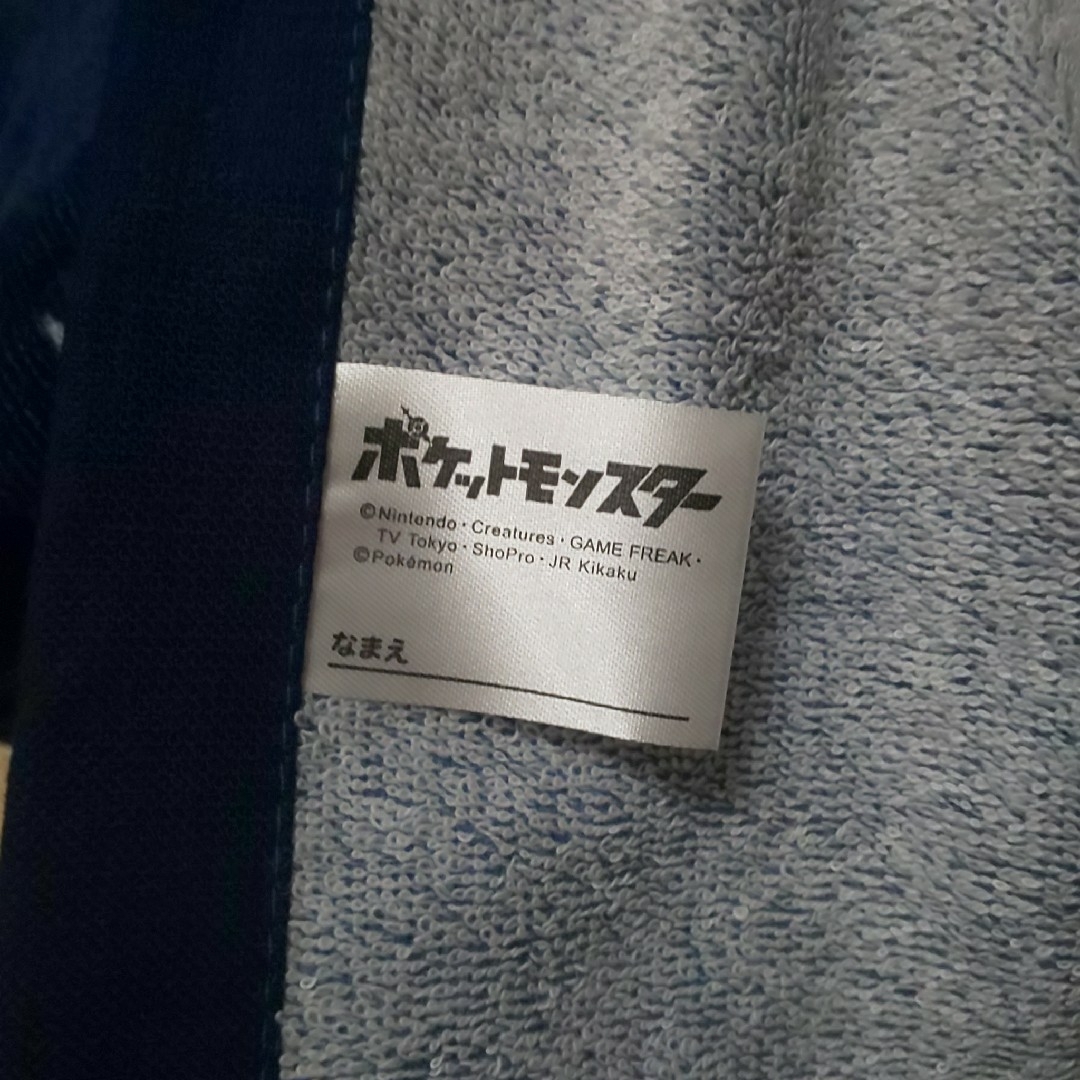 ポケットモンスター
©Nintendo・Creatures・GAME FREAK・
TV Tokyo・ShoPro・JR Kikaku
©Pokémon
なまえ